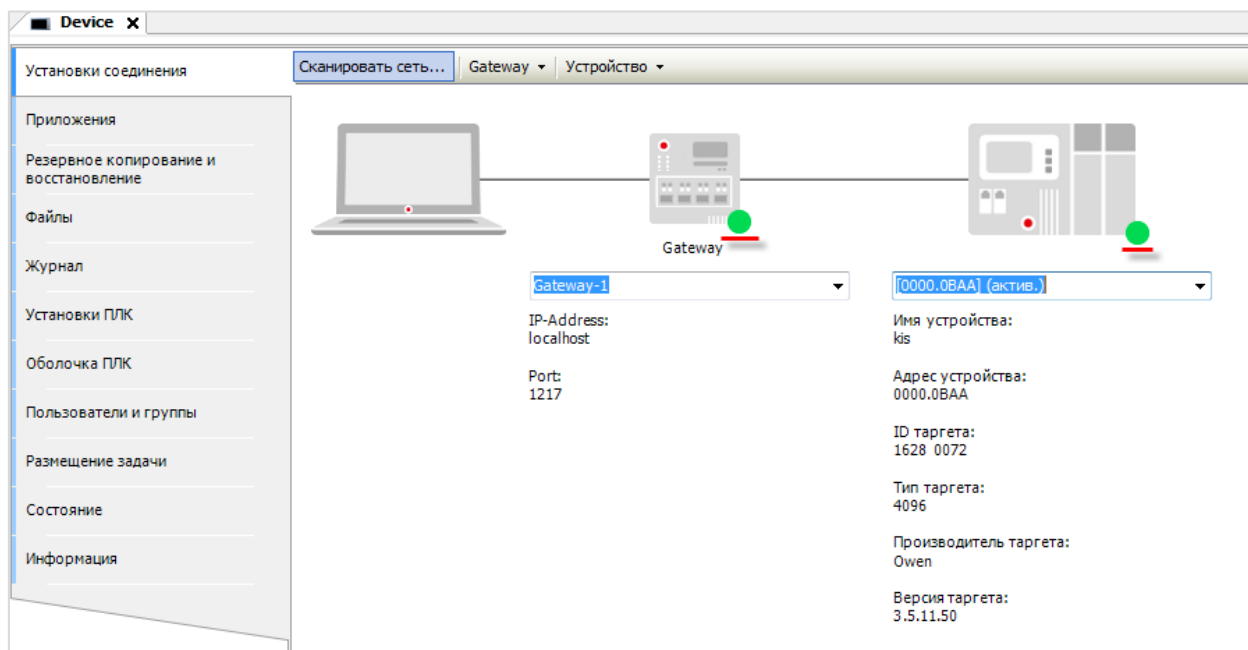 Device X
Установки соединения
Приложения
Резервное копирование и
восстановление
Файлы
Журнал
Установки ПЛК
Оболочка ПЛК
Пользователи и группы
Размещение задачи
Состояние
Информация
Сканировать сеть... Gateway Устройство
Gateway
Gateway-1
IP-Address:
localhost
Port:
1217
[0000.0BAA] (актив.)
Имя устройства:
kis
Адрес устройства:
0000.0BAA
ID таргета:
1628 0072
Тип таргета:
4096
Производитель таргета:
Owen
Версия таргета:
3.5.11.50